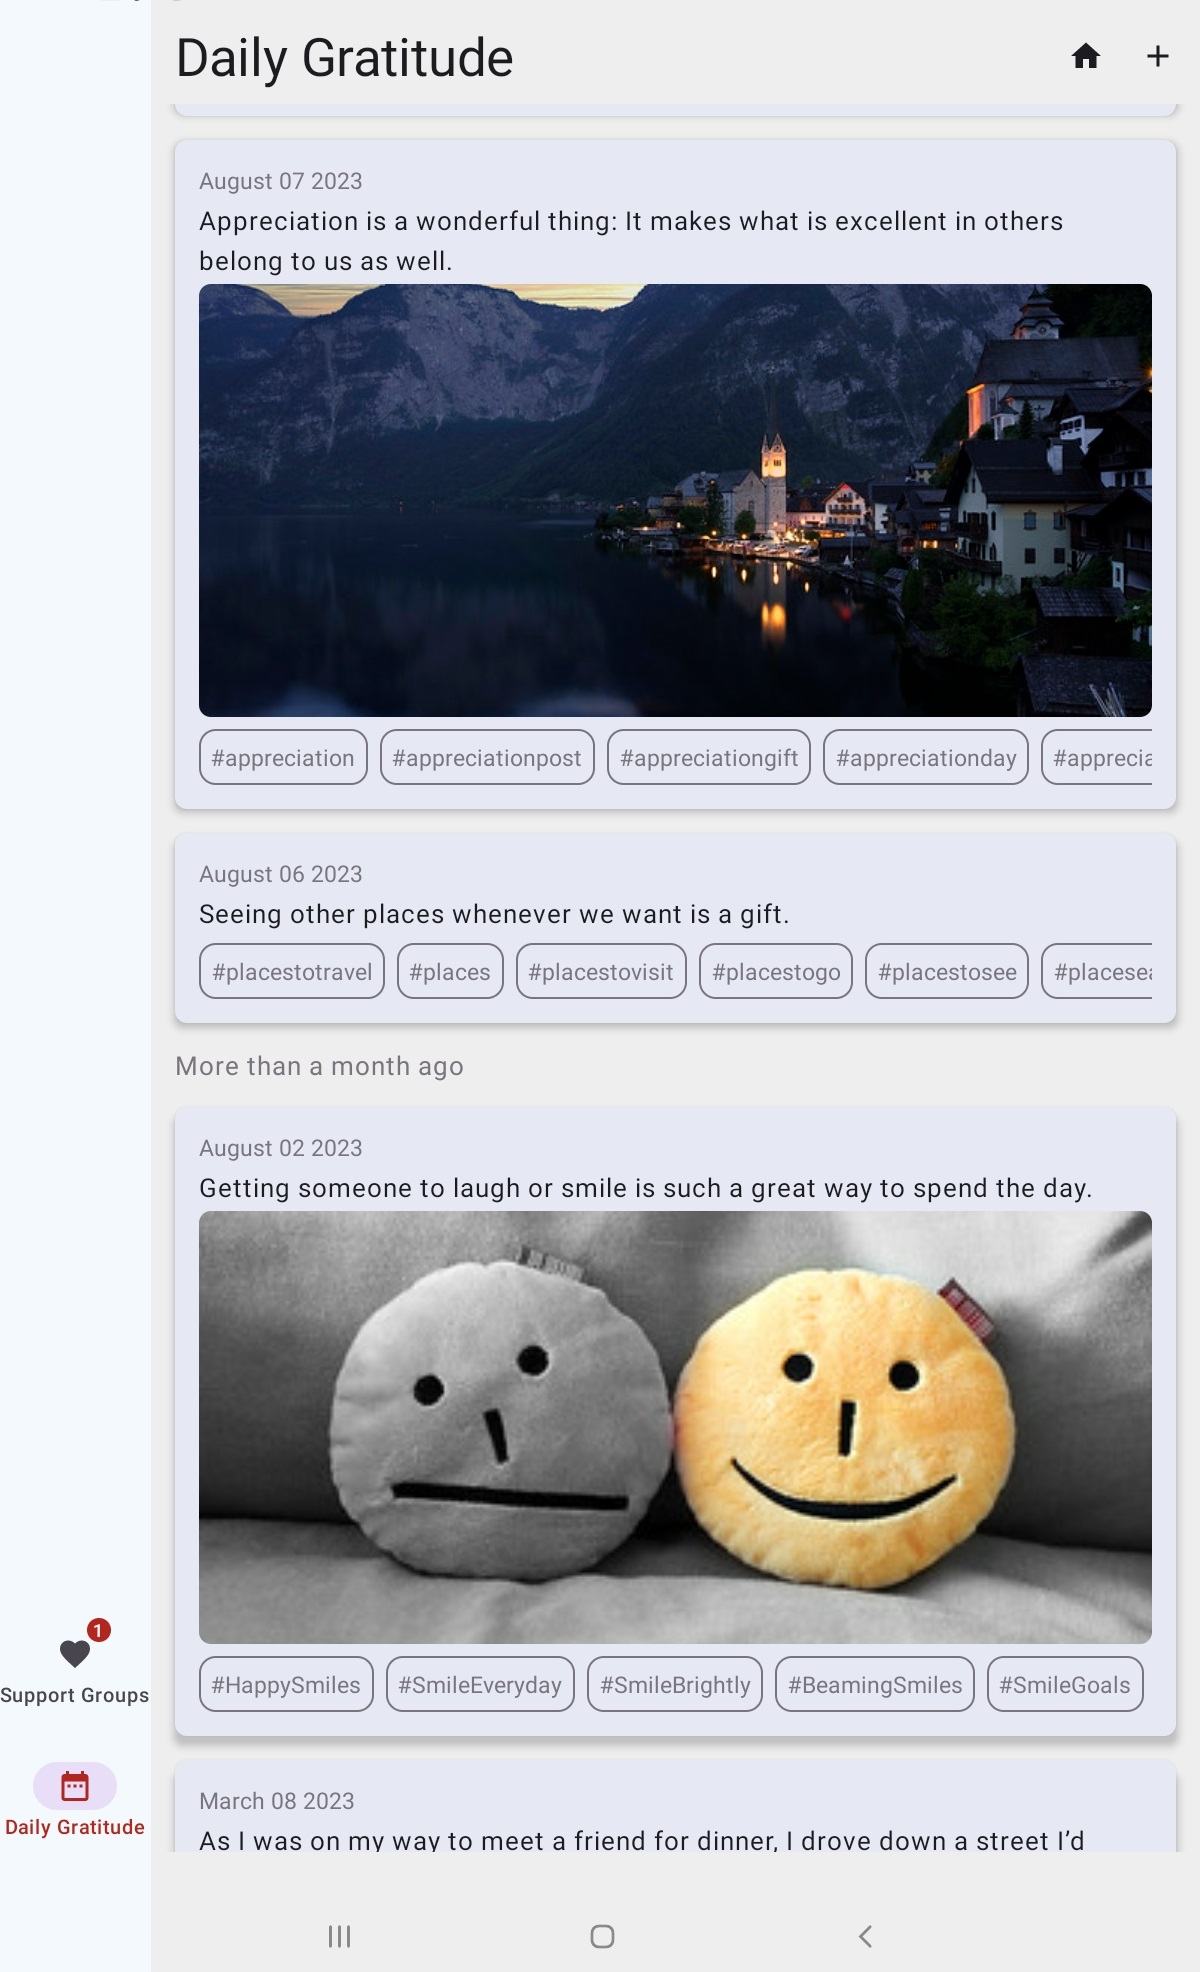 Daily Gratitude
August 07 2023
Appreciation is a wonderful thing: It makes what is excellent in others
belong to us as well.
#appreciation #appreciationpost #appreciationgift #appreciationday #apprecia
August 06 2023
Seeing other places whenever we want is a gift.
#placestotravel #places #placestovisit #placestogo #placestosee #placesea
More than a month ago
August 02 2023
Getting someone to laugh or smile is such a great way to spend the day.
#HappySmiles #SmileEveryday #SmileBrightly #BeamingSmiles #SmileGoals
March 08 2023
As I was on my way to meet a friend for dinner, I drove down a street I’d
1
Support Groups
Daily Gratitude